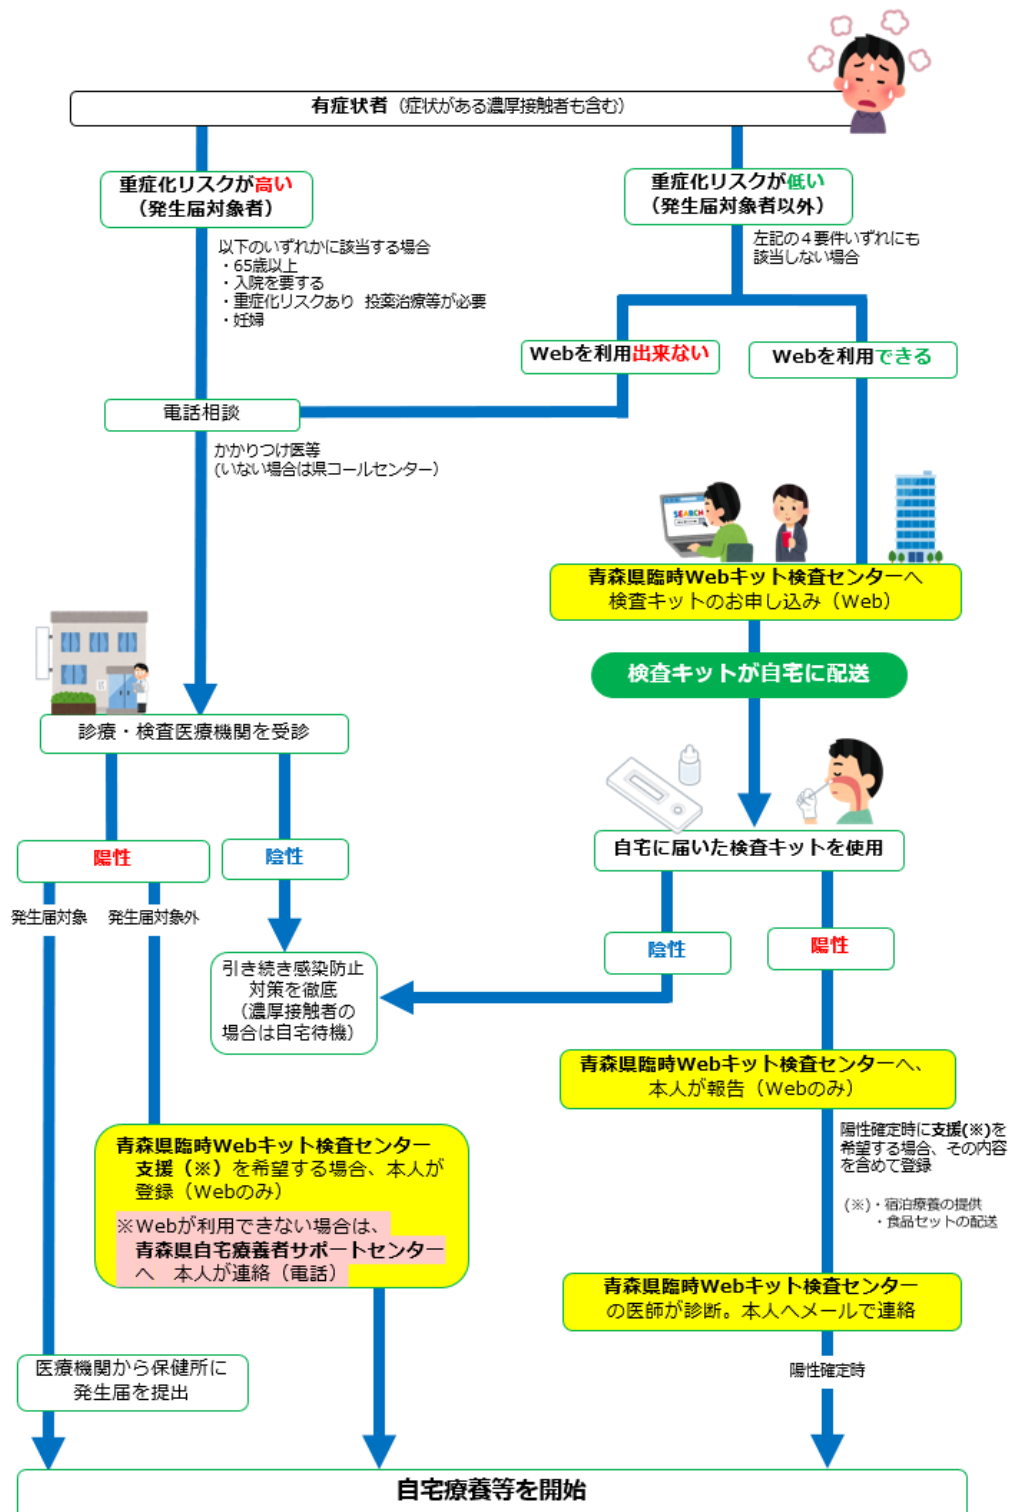 有症状者（症状がある濃厚接触者も含む）
重症化リスクが高い
（発生届対象者）
以下のいずれかに該当する場合
・65歳以上
・入院を要する
・重症化リスクあり 投薬治療等が必要
・妊婦
重症化リスクが低い
（発生届対象者以外）
左記の４要件いずれにも
該当しない場合
Webを利用出来ない
Webを利用できる
電話相談
かかりつけ医等
(いない場合は県コールセンター）
SEARCH
青森県臨時Webキット検査センターへ
検査キットのお申し込み（Web）
検査キットが自宅に配送
診療・検査医療機関を受診
自宅に届いた検査キットを使用
陽性
陰性
発生届対象
発生届対象外
陰性
陽性
引き続き感染防止
対策を徹底
（濃厚接触者の
場合は自宅待機）
青森県臨時Webキット検査センターへ、
本人が報告（Webのみ）
陽性確定時に支援(※)を
希望する場合、その内容
を含めて登録
(※)・宿泊療養の提供
・食品セットの配送
青森県臨時Webキット検査センター
支援（※）を希望する場合、本人が
登録（Webのみ）
※Webが利用できない場合は、
青森県自宅療養者サポートセンター
へ　本人が連絡（電話）
青森県臨時Webキット検査センター
の医師が診断。本人へメールで連絡
陽性確定時
医療機関から保健所に
発生届を提出
自宅療養等を開始